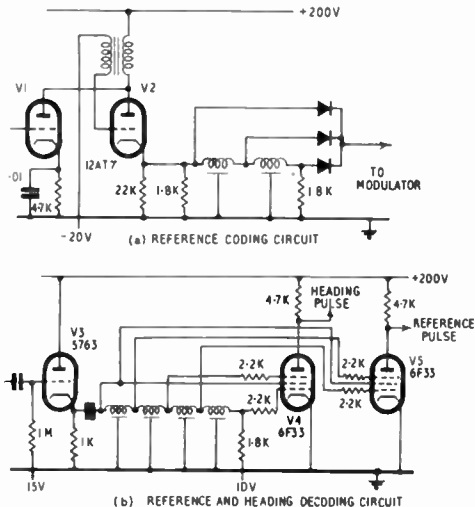 +200V
V1
V2
12AT7
.01
4.7K
22K
1.8K
1.8K
TO
MODULATOR
-20V
(a) REFERENCE CODING CIRCUIT
+200V
4.7K
HEADING
PULSE
4.7K
REFERENCE
PULSE
V3
5763
V5
6F33
2.2K
2.2K
2.2K
2.2K
V4
6F33
1M
1K
1.8K
15V
10V
(b) REFERENCE AND HEADING DECODING CIRCUIT